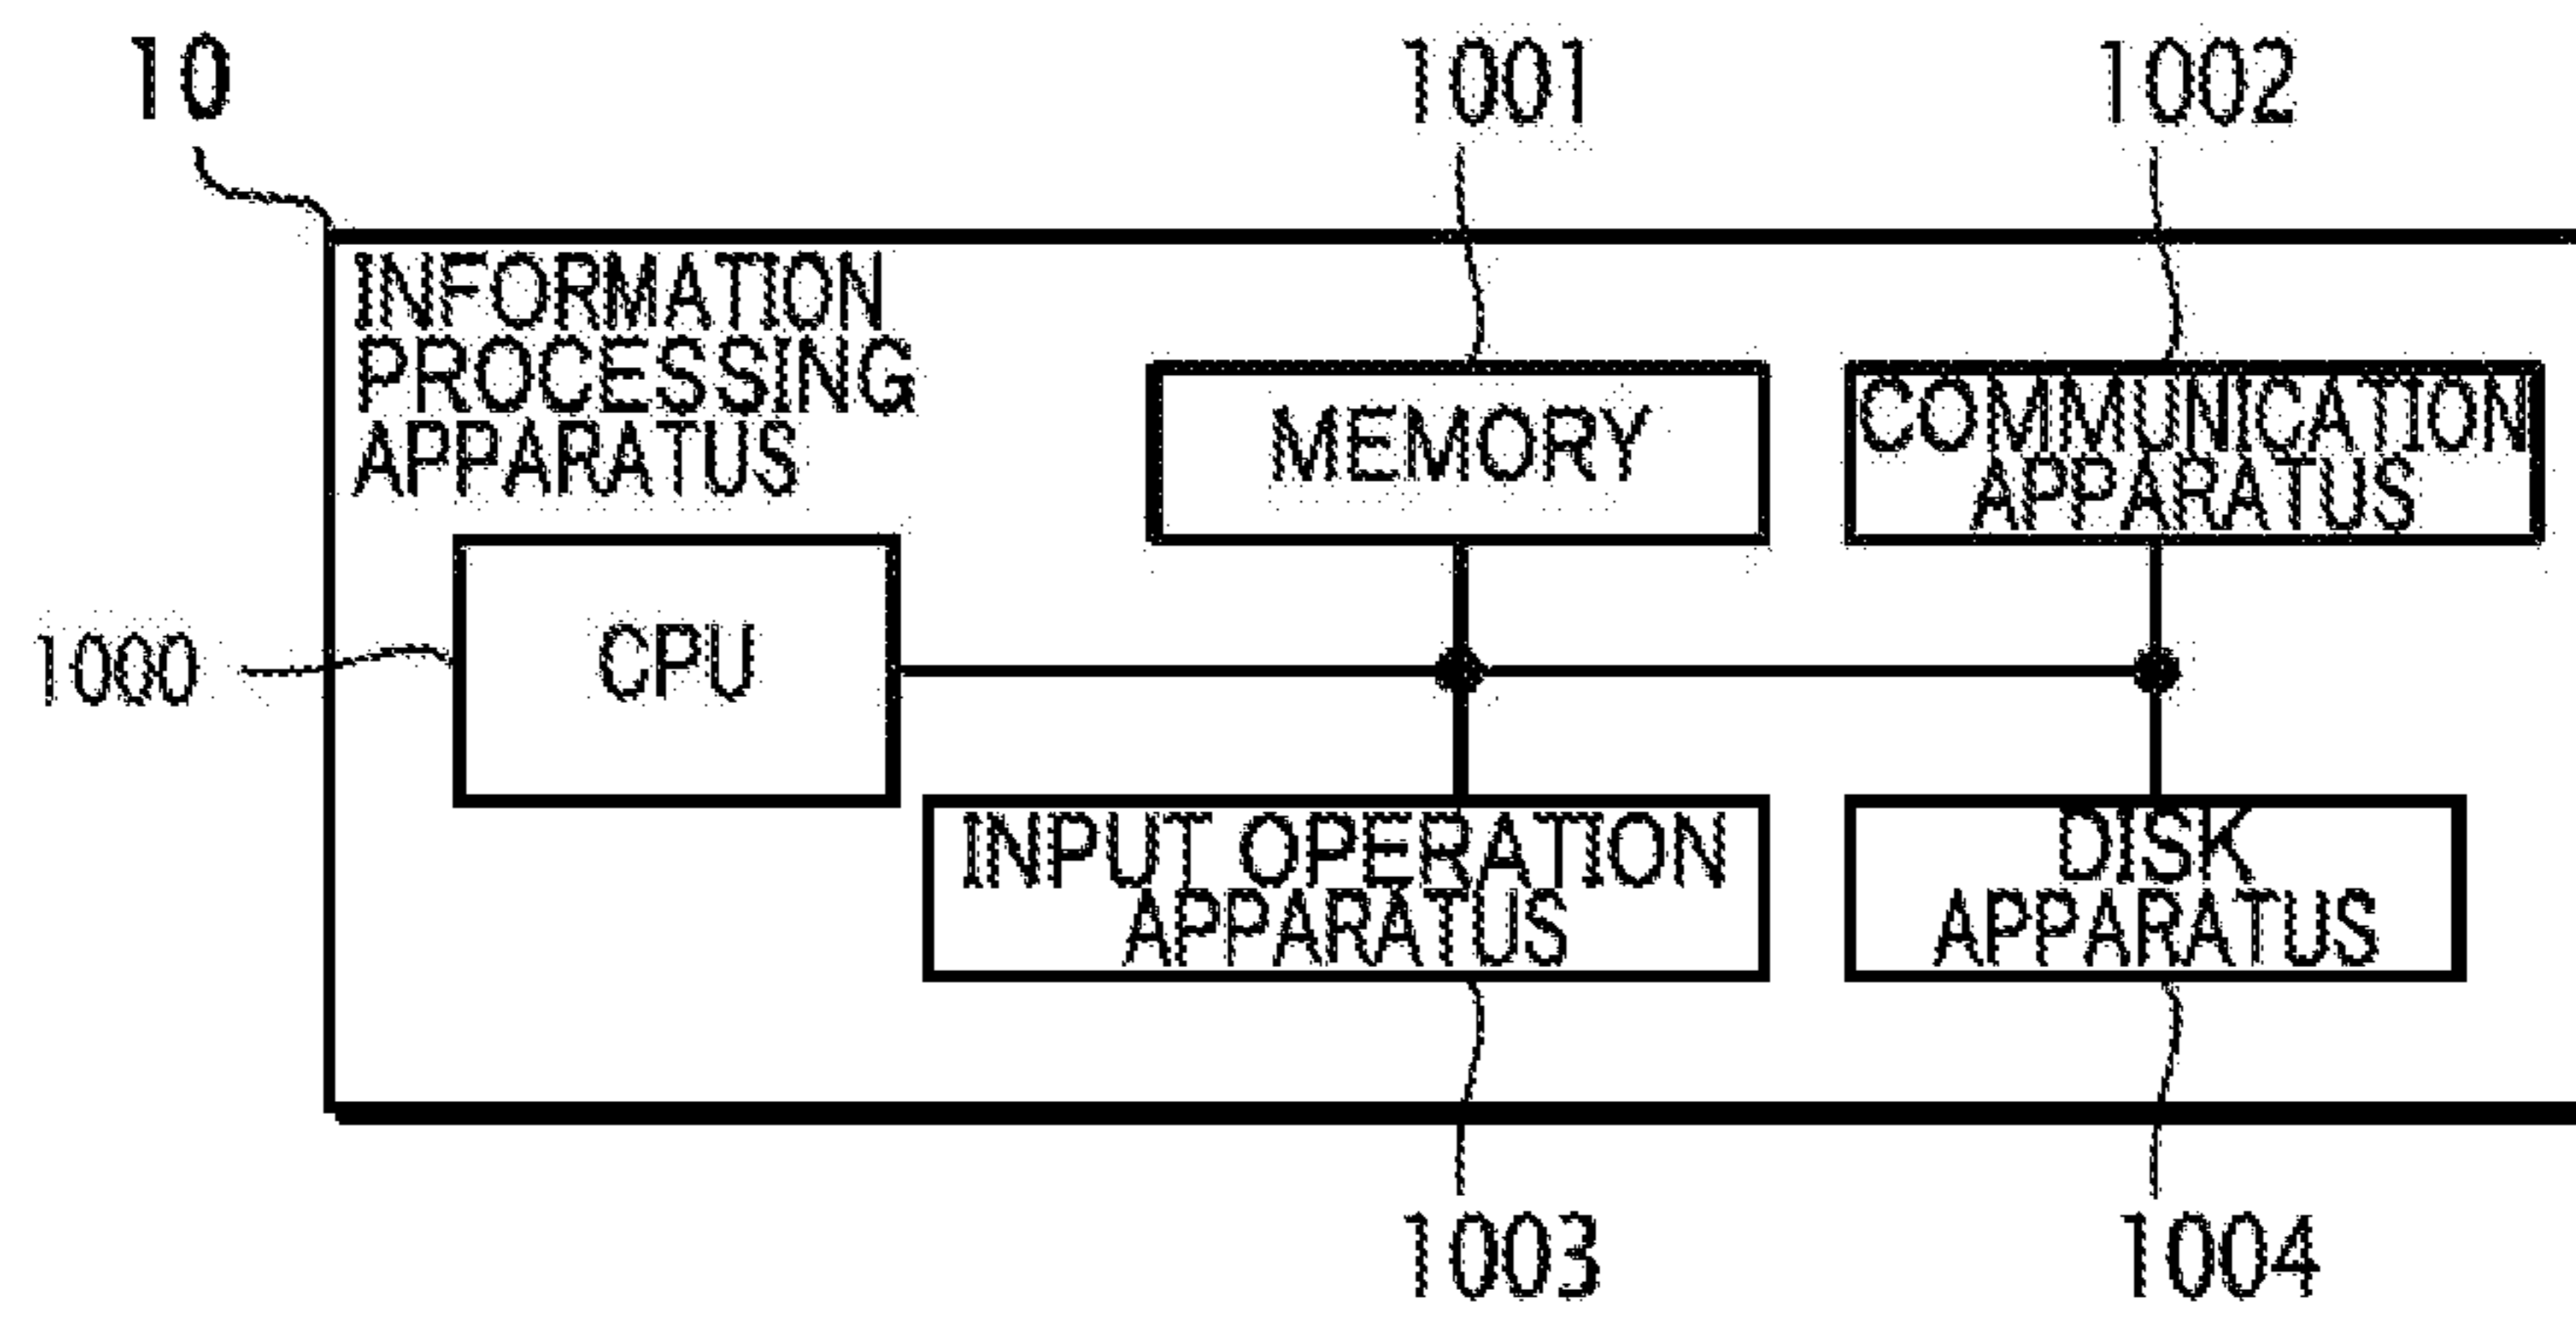 10
1001
1002
INFORMATION
PROCESSING
APPARATUS
MEMORY
COMMUNICATION
APPARATUS
1000
CPU
INPUT OPERATION
APPARATUS
DISK
APPARATUS
1003
1004